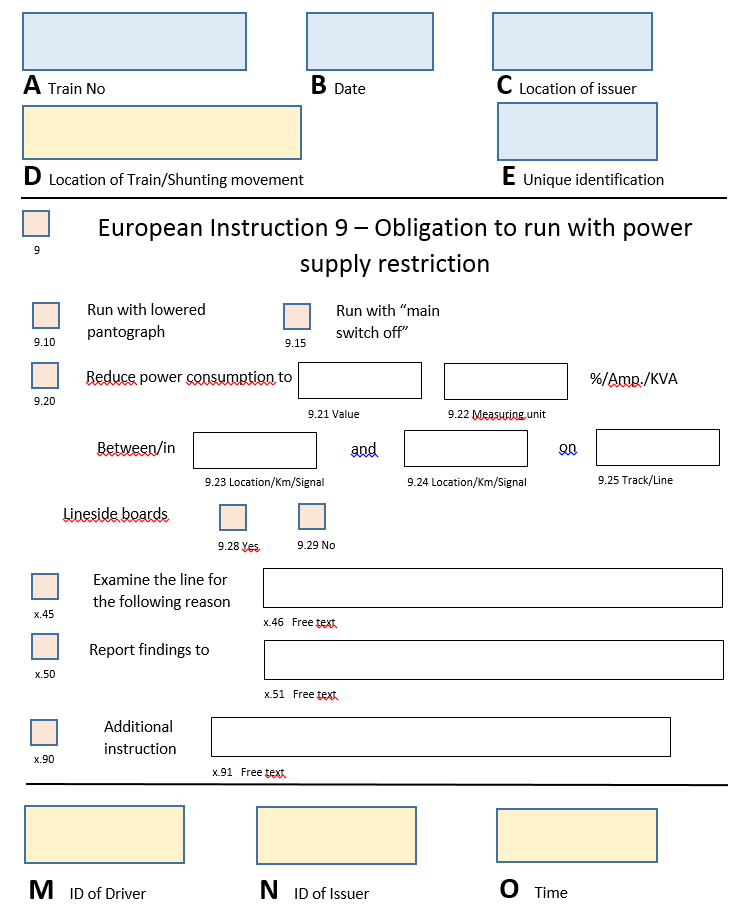 A Train No
B Date
C Location of issuer
D Location of Train/Shunting movement
E Unique identification
European Instruction 9 – Obligation to run with power
supply restriction
9
Run with lowered
pantograph
9.10
Run with “main
switch off”
9.15
Reduce power consumption to
%/Amp./KVA
9.20
9.21 Value
9.22 Measuring unit
Between/in
and
on
9.23 Location/Km/Signal
9.24 Location/Km/Signal
9.25 Track/Line
Lineside boards
9.28 Yes
9.29 No
Examine the line for
the following reason
x.45
x.46 Free text
Report findings to
x.50
x.51 Free text
Additional
instruction
x.90
x.91 Free text
M ID of Driver
N ID of Issuer
O Time